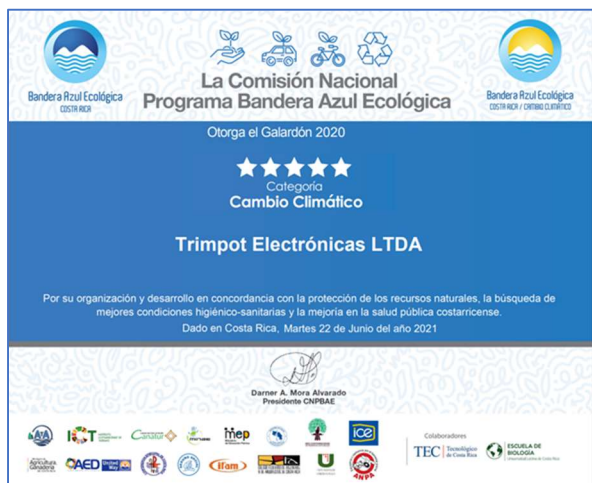 La Comisión Nacional
Programa Bandera Azul Ecológica
Bandera Azul Ecológica
COSTA RICA
Bandera Azul Ecológica
COSTA RICA / CAMBIO CLIMÁTICO
Otorga el Galardón 2020
Categoría
Cambio Climático
Trimpot Electrónicas LTDA
Por su organización y desarrollo en concordancia con la protección de los recursos naturales, la búsqueda de
mejores condiciones higiénico-sanitarias y la mejoría en la salud pública costarricense.
Dado en Costa Rica, Martes 22 de Junio del año 2021
Darner A. Mora Alvarado
Presidente CNPBAE
AyA
ICT
Canatur
minae
mep
ice
Colaboradores
TEC Tecnológico
de Costa Rica
ESCUELA DE
BIOLOGÍA
Agricultura
Ganadería
AED
United
Way
ifam
ANPA